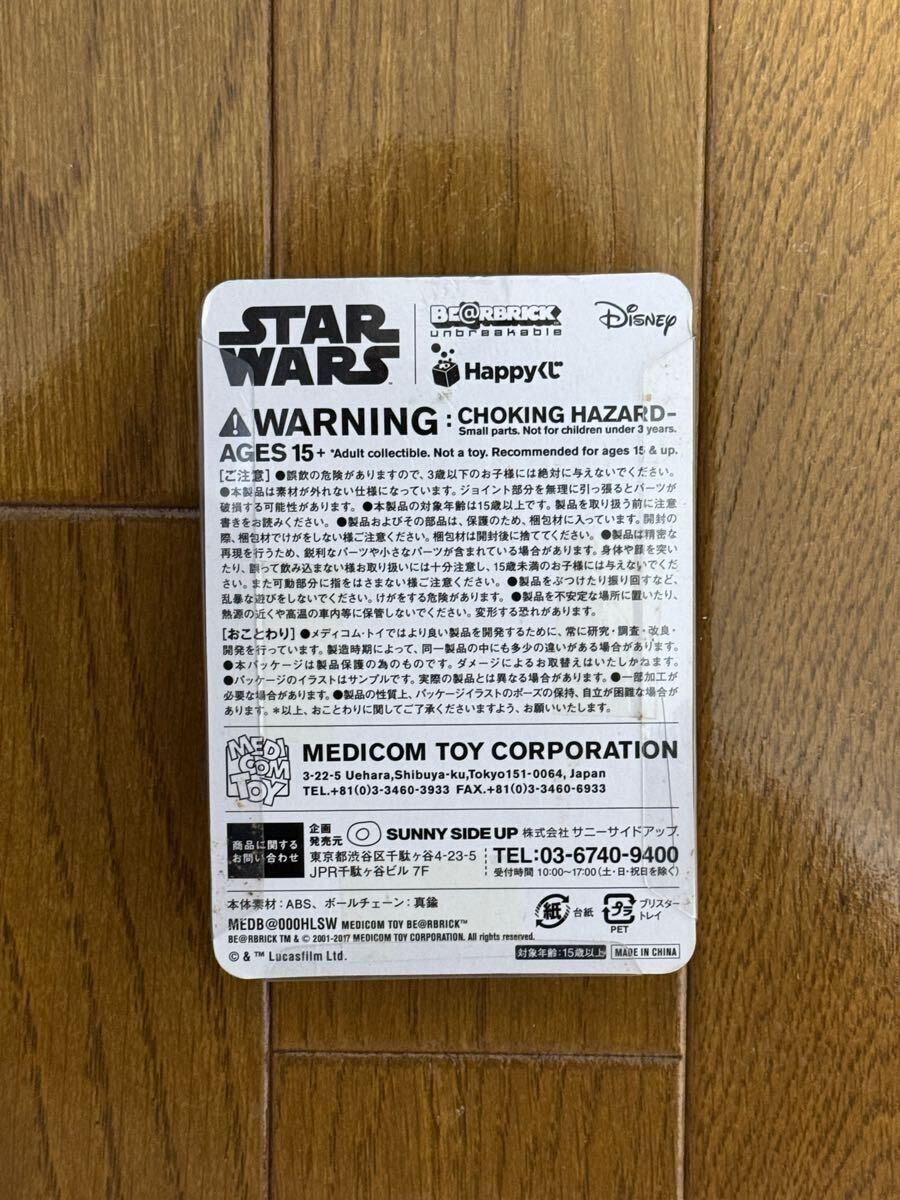 STAR WARS™
BE@RBRICK
unbreakable
Happyくじ
Disney
⚠WARNING : CHOKING HAZARD–
Small parts. Not for children under 3 years.
AGES 15+ *Adult collectible. Not a toy. Recommended for ages 15 & up.
[ご注意] ●誤飲の危険がありますので、3歳以下のお子様には絶対に与えないでください。
●本製品は素材が外れない仕様になっています。ジョイント部分を無理に引っ張るとパーツが
破損する可能性があります。 ●本製品の対象年齢は15歳以上です。製品を取り扱う前に注意
書きをお読みください。 ●製品およびその部品は、保護のため、梱包材に入っています。開封の
際、梱包材でけがをしない様ご注意ください。梱包材は開封後に捨ててください。 ●製品は精密な
再現を行うため、鋭利なパーツや小さなパーツが含まれている場合があります。身体や顔を突い
たり、誤って飲み込まない様お取り扱いには十分注意し、15歳未満のお子様には与えないでくだ
さい。また可動部分に指をはさまない様ご注意ください。 ●製品をぶつけたり振り回すなど、
乱暴な遊びをしないでください。けがをする危険があります。 ●製品を不安定な場所に置いたり、
熱源の近くや高温の車内等に保管しないでください。変形する恐れがあります。
[おことわり] ●メディコム・トイではより良い製品を開発するために、常に研究・調査・改良・
開発を行っています。製造時期によって、同一製品の中にも多少の違いがある場合があります。
●本パッケージは製品保護の為のものです。ダメージによるお取替えはいたしかねます。
●パッケージのイラストはサンプルです。実際の製品とは異なる場合があります。 ●一部加工が
必要な場合があります。 ●製品の性質上、パッケージイラストのポーズの保持、自立が困難な場合が
あります。 *以上、おことわりに関してご了承くださいますよう、お願いいたします。
MEDI COM TOY
MEDICOM TOY CORPORATION
3-22-5 Uehara,Shibuya-ku,Tokyo151-0064, Japan
TEL.+81(0)3-3460-3933 FAX.+81(0)3-3460-6933
商品に関する
お問い合わせ
企画
発売元
SUNNY SIDE UP 株式会社 サニーサイドアップ
東京都渋谷区千駄ヶ谷4-23-5
JPR千駄ヶ谷ビル 7F
TEL:03-6740-9400
受付時間 10:00〜17:00(土・日・祝日を除く)
本体素材:ABS、ボールチェーン:真鍮
紙 台紙
プラ
PET
ブリスター
トレイ
MEDB@000HLSW MEDICOM TOY BE@RBRICK™
BE@RBRICK TM & © 2001-2017 MEDICOM TOY CORPORATION. All rights reserved.
© & ™ Lucasfilm Ltd.
対象年齢:15歳以上
MADE IN CHINA